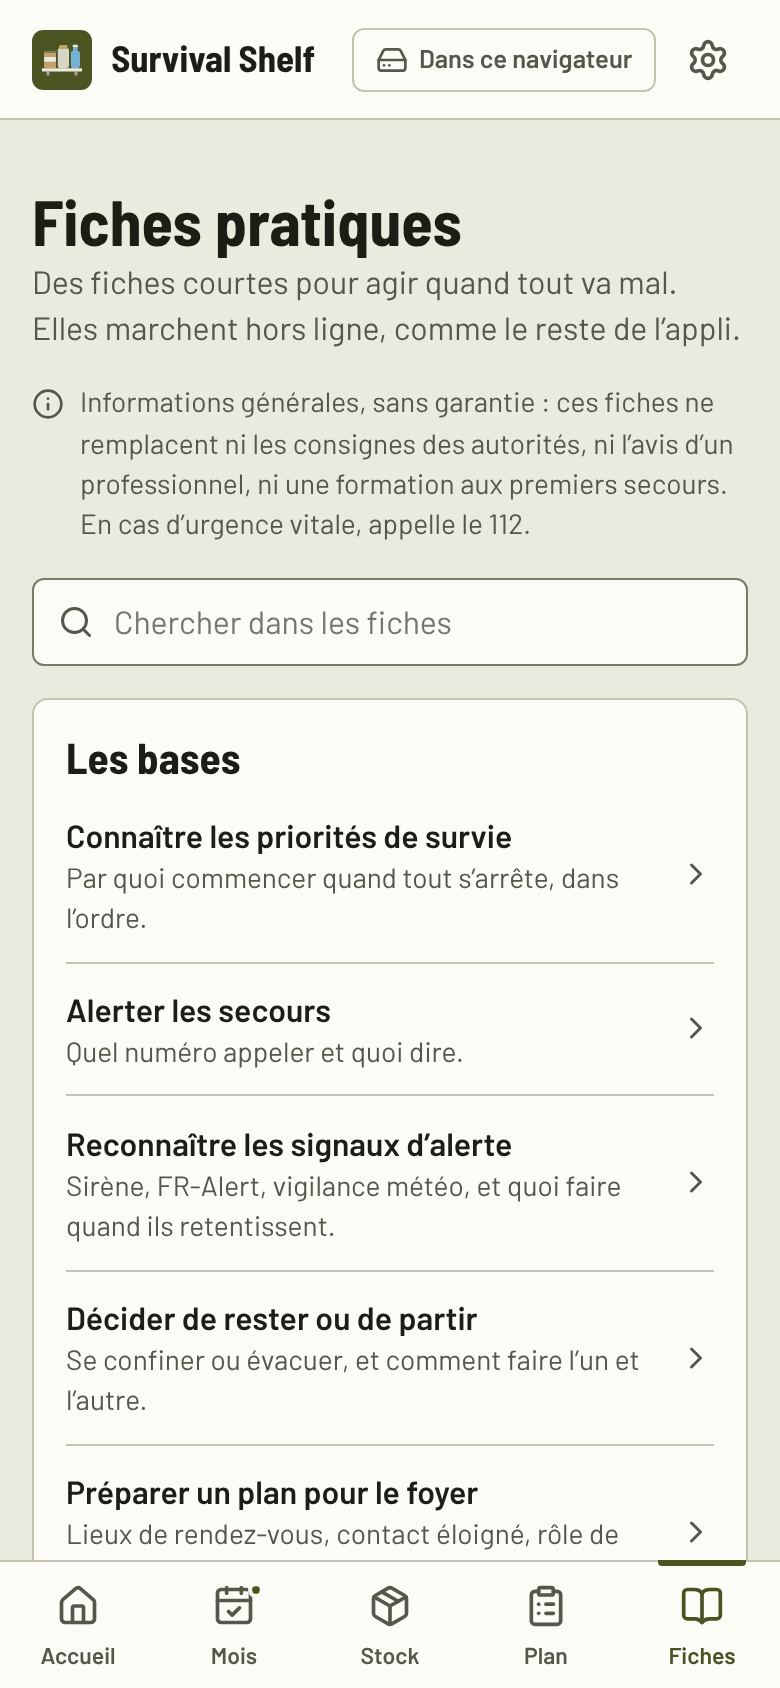 Survival Shelf
Dans ce navigateur
Fiches pratiques
Des fiches courtes pour agir quand tout va mal.
Elles marchent hors ligne, comme le reste de l’appli.
Informations générales, sans garantie : ces fiches ne
remplacent ni les consignes des autorités, ni l’avis d’un
professionnel, ni une formation aux premiers secours.
En cas d’urgence vitale, appelle le 112.
Chercher dans les fiches
Les bases
Connaître les priorités de survie
Par quoi commencer quand tout s’arrête, dans
l’ordre.
Alerter les secours
Quel numéro appeler et quoi dire.
Reconnaître les signaux d’alerte
Sirène, FR-Alert, vigilance météo, et quoi faire
quand ils retentissent.
Décider de rester ou de partir
Se confiner ou évacuer, et comment faire l’un et
l’autre.
Préparer un plan pour le foyer
Lieux de rendez-vous, contact éloigné, rôle de
Accueil
Mois
Stock
Plan
Fiches